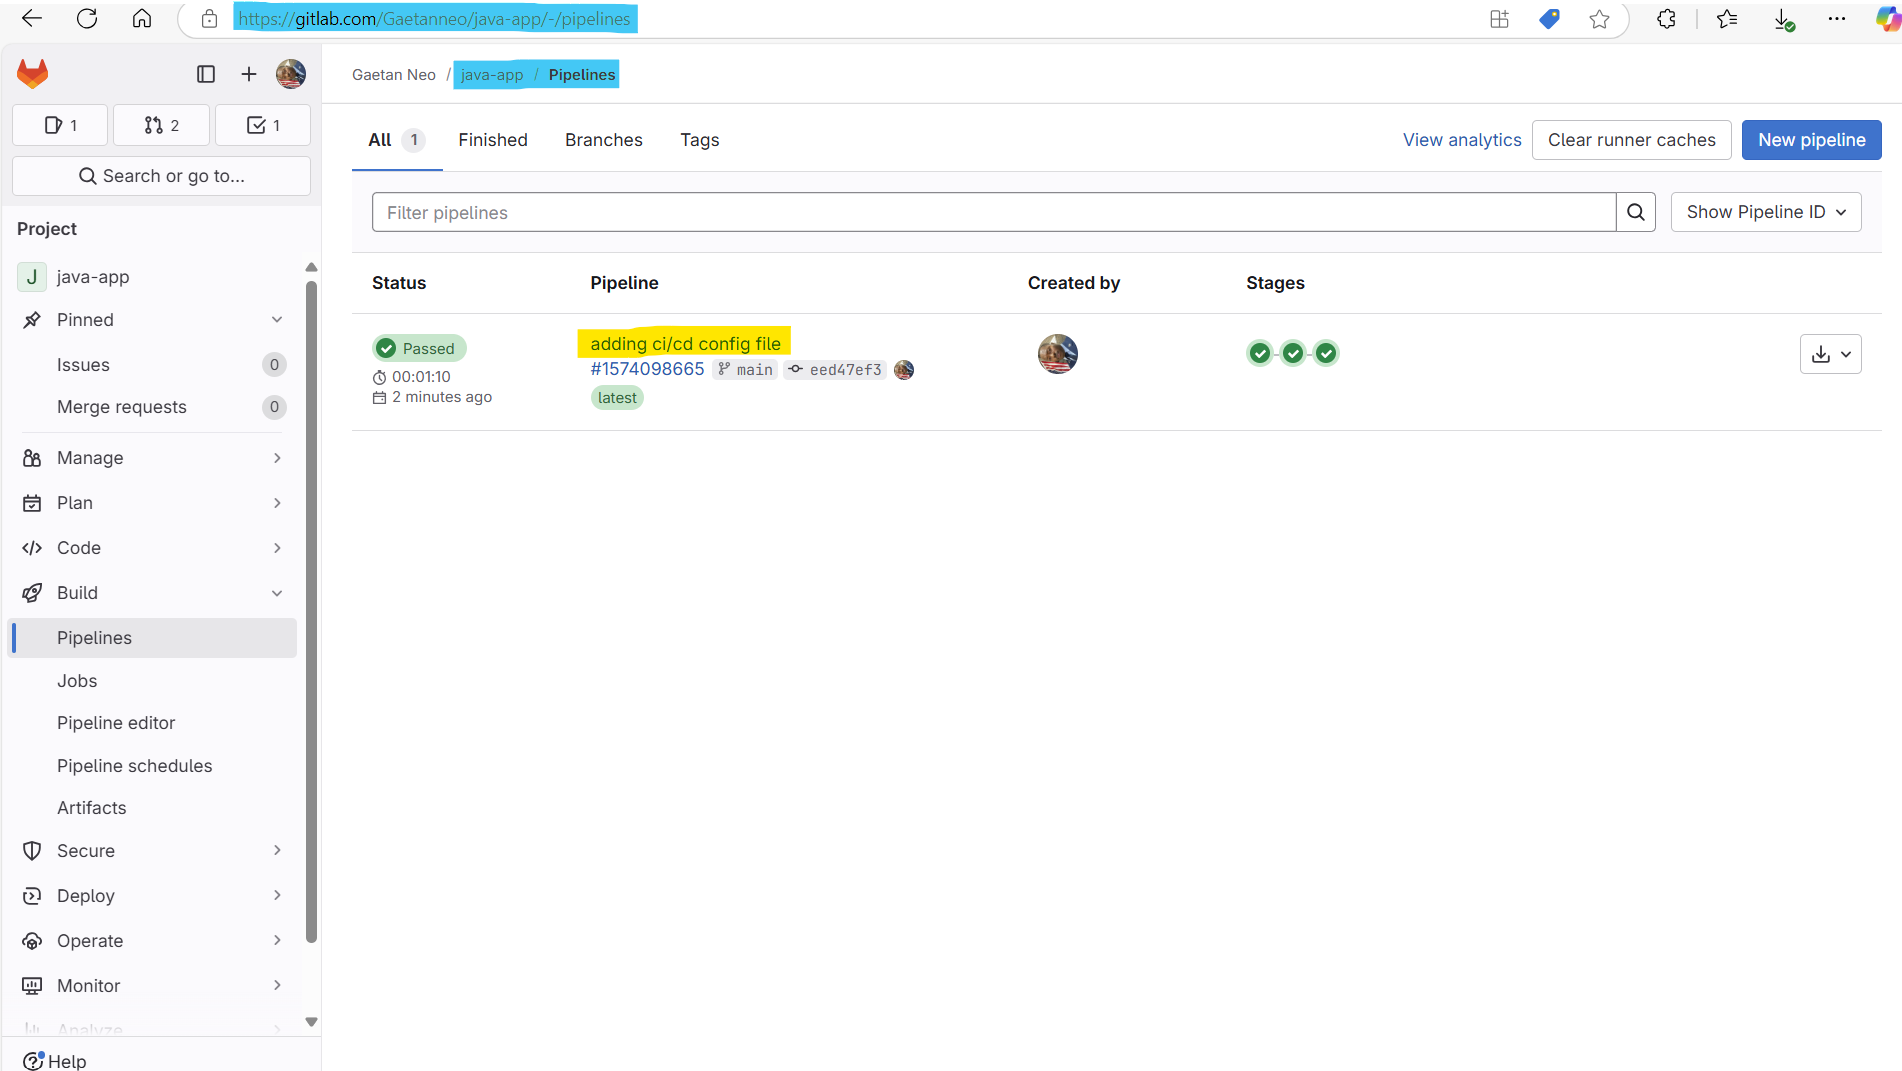 https://gitlab.com/Gaetanneo/java-app/-/pipelines
Gaetan Neo / java-app / Pipelines
1 2 1
Search or go to...
Project
J java-app
Pinned
Issues 0
Merge requests 0
Manage
Plan
Code
Build
Pipelines
Jobs
Pipeline editor
Pipeline schedules
Artifacts
Secure
Deploy
Operate
Monitor
Analyze
Help
All 1 Finished Branches Tags
View analytics Clear runner caches New pipeline
Filter pipelines Show Pipeline ID
Status Pipeline Created by Stages
Passed
00:01:10
2 minutes ago
adding ci/cd config file
#1574098665 main eed47ef3
latest